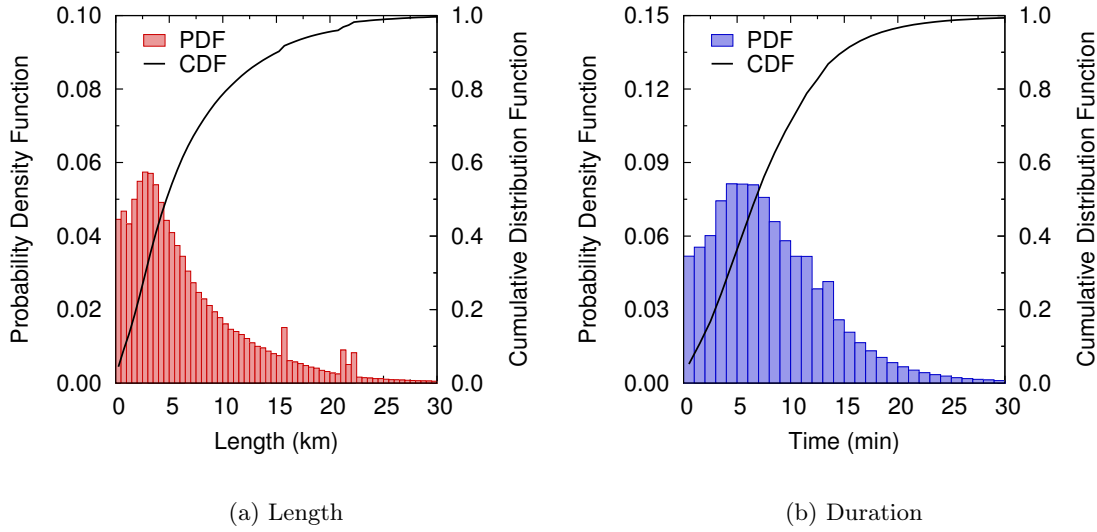 Probability Density Function
0.10
0.08
0.06
0.04
0.02
0.00
PDF
CDF
1.0
0.8
0.6
0.4
0.2
0.0
Cumulative Distribution Function
0 5 10 15 20 25 30
Length (km)
(a) Length
Probability Density Function
0.15
0.12
0.09
0.06
0.03
0.00
PDF
CDF
1.0
0.8
0.6
0.4
0.2
0.0
Cumulative Distribution Function
0 5 10 15 20 25 30
Time (min)
(b) Duration